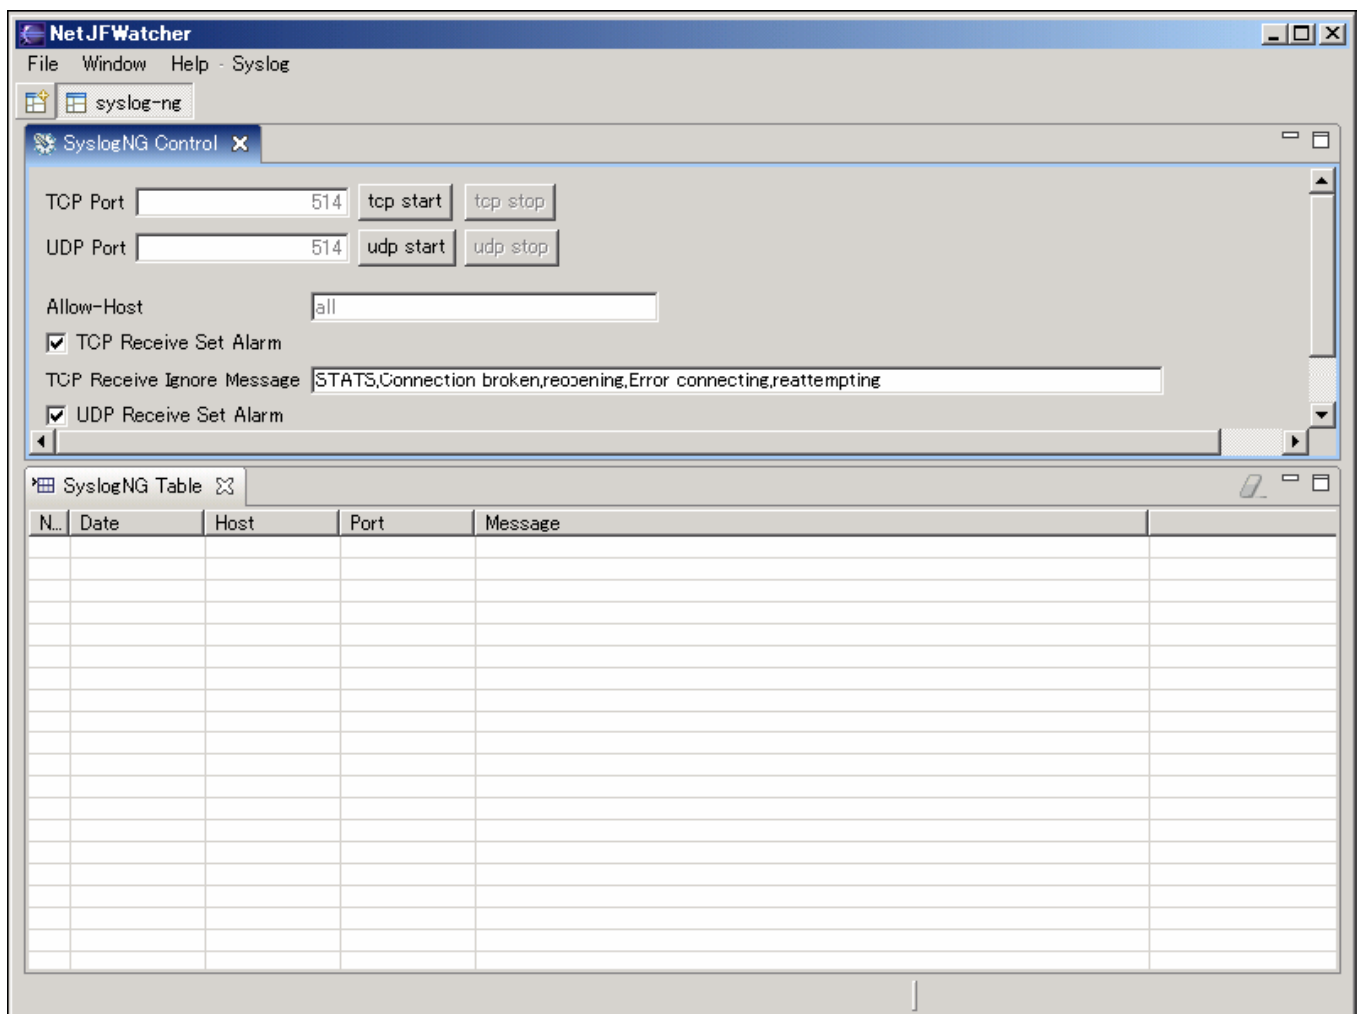 NetJFWatcher
File Window Help - Syslog
syslog-ng
SyslogNG Control
TCP Port 514 tcp start tcp stop
UDP Port 514 udp start udp stop
Allow-Host all
TCP Receive Set Alarm
TCP Receive Ignore Message STATS,Connection broken,reopening,Error connecting,reattempting
UDP Receive Set Alarm
SyslogNG Table
N... Date Host Port Message